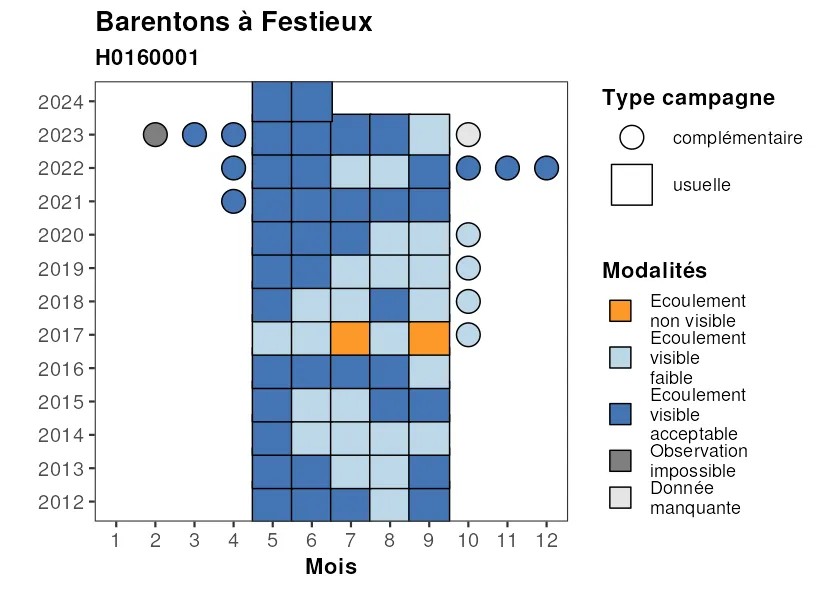 Barentons à Festieux
H0160001
2024
2023
2022
2021
2020
2019
2018
2017
2016
2015
2014
2013
2012
1 2 3 4 5 6 7 8 9 10 11 12
Mois
Type campagne
complémentaire
usuelle
Modalités
Ecoulement
non visible
Ecoulement
visible
faible
Ecoulement
visible
acceptable
Observation
impossible
Donnée
manquante